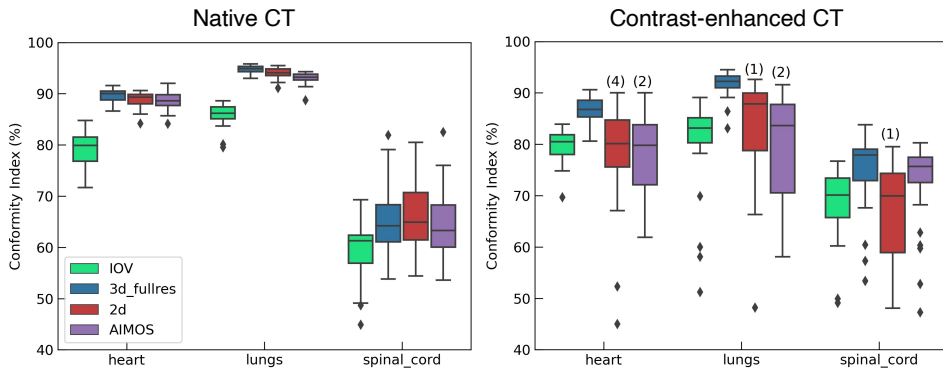 Native CT
Contrast-enhanced CT
Conformity Index (%)
100
90
80
70
60
50
40
IOV
3d_fullres
2d
AIMOS
heart
lungs
spinal_cord
Conformity Index (%)
100
90
80
70
60
50
40
(4)
(2)
(1)
(2)
(1)
heart
lungs
spinal_cord